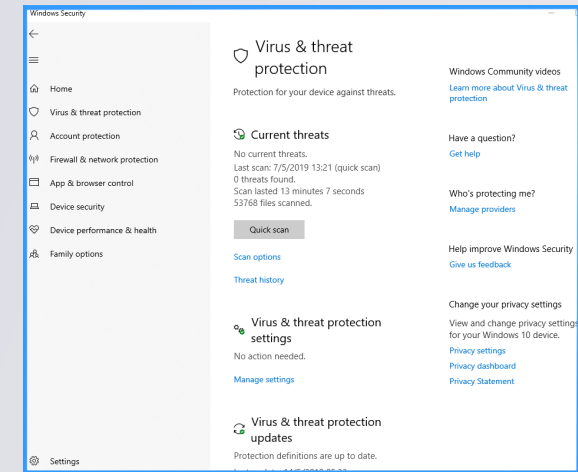 Windows Security
Home
Virus & threat protection
Account protection
Firewall & network protection
App & browser control
Device security
Device performance & health
Family options
Settings
Virus & threat
protection
Protection for your device against threats.
Current threats
No current threats.
Last scan: 7/5/2019 13:21 (quick scan)
0 threats found.
Scan lasted 13 minutes 7 seconds
53768 files scanned.
Quick scan
Scan options
Threat history
Virus & threat protection
settings
No action needed.
Manage settings
Virus & threat protection
updates
Protection definitions are up to date.
Windows Community videos
Learn more about Virus & threat
protection
Have a question?
Get help
Who's protecting me?
Manage providers
Help improve Windows Security
Give us feedback
Change your privacy settings
View and change privacy settings
for your Windows 10 device.
Privacy settings
Privacy dashboard
Privacy Statement